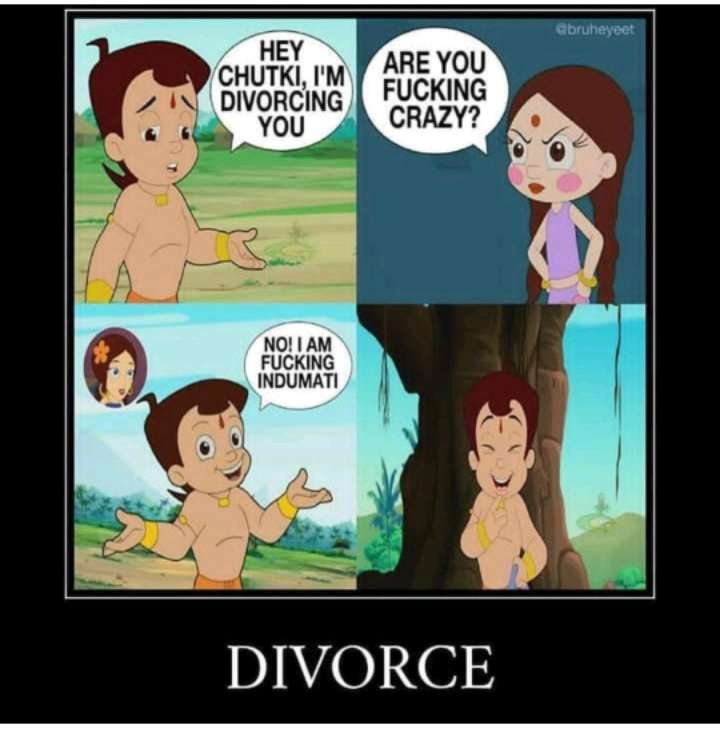 @bruheyeet
HEY
CHUTKI, I'M
DIVORCING
YOU
ARE YOU
FUCKING
CRAZY?
NO! I AM
FUCKING
INDUMATI
DIVORCE